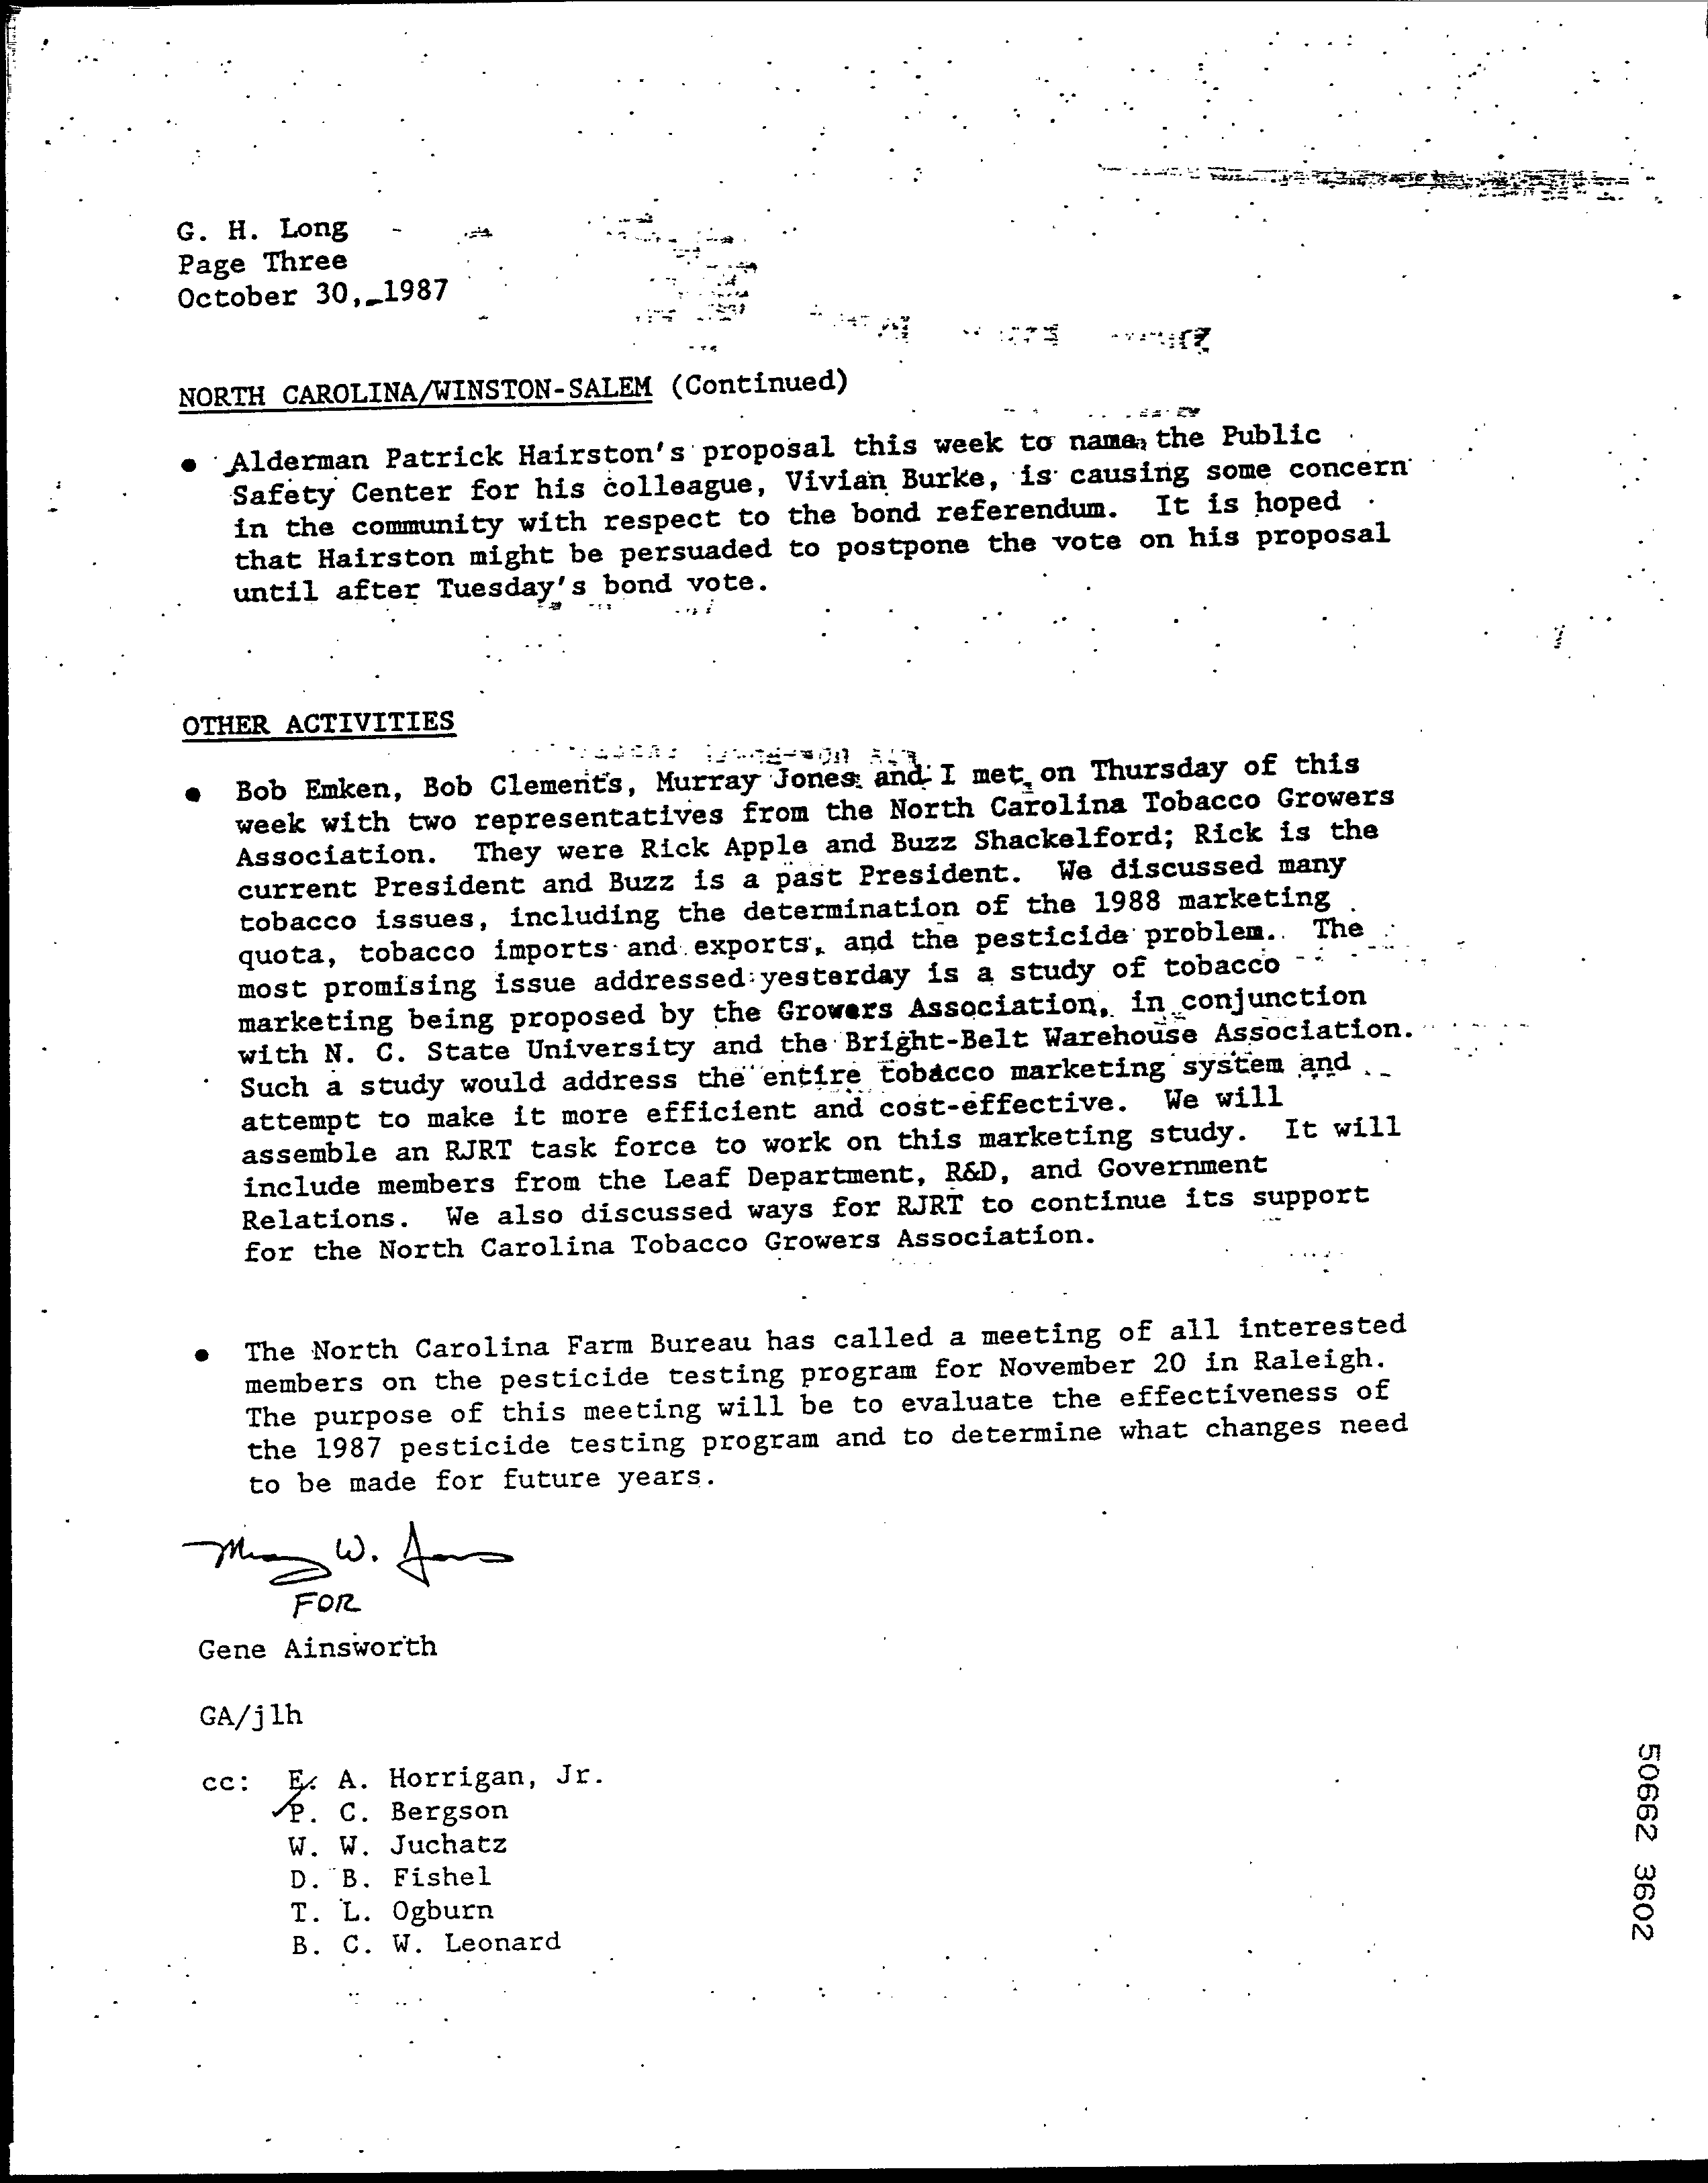 G. H. Long
Page Three
October 30, 1987
NORTH CAROLINA/WINSTON-SALEM (Continued)
• Alderman Patrick Hairston's proposal this week to name the Public
Safety Center for his colleague, Vivian Burke, is causing some concern
in the community with respect to the bond referendum. It is hoped
that Hairston might be persuaded to postpone the vote on his proposal
until after Tuesday's bond vote.
OTHER ACTIVITIES
• Bob Emken, Bob Clements, Murray Jones and I met on Thursday of this
week with two representatives from the North Carolina Tobacco Growers
Association. They were Rick Apple and Buzz Shackelford; Rick is the
current President and Buzz is a past President. We discussed many
tobacco issues, including the determination of the 1988 marketing
quota, tobacco imports and exports, and the pesticide problem. The
most promising issue addressed yesterday is a study of tobacco
marketing being proposed by the Growers Association, in conjunction
with N. C. State University and the Bright-Belt Warehouse Association.
Such a study would address the entire tobacco marketing system and
attempt to make it more efficient and cost-effective. We will
assemble an RJRT task force to work on this marketing study. It will
include members from the Leaf Department, R&D, and Government
Relations. We also discussed ways for RJRT to continue its support
for the North Carolina Tobacco Growers Association.
• The North Carolina Farm Bureau has called a meeting of all interested
members on the pesticide testing program for November 20 in Raleigh.
The purpose of this meeting will be to evaluate the effectiveness of
the 1987 pesticide testing program and to determine what changes need
to be made for future years.
W.
FOR
Gene Ainsworth
GA/jlh
cc: E. A. Horrigan, Jr.
P. C. Bergson
W. W. Juchatz
D. B. Fishel
T. L. Ogburn
B. C. W. Leonard
50662 3602